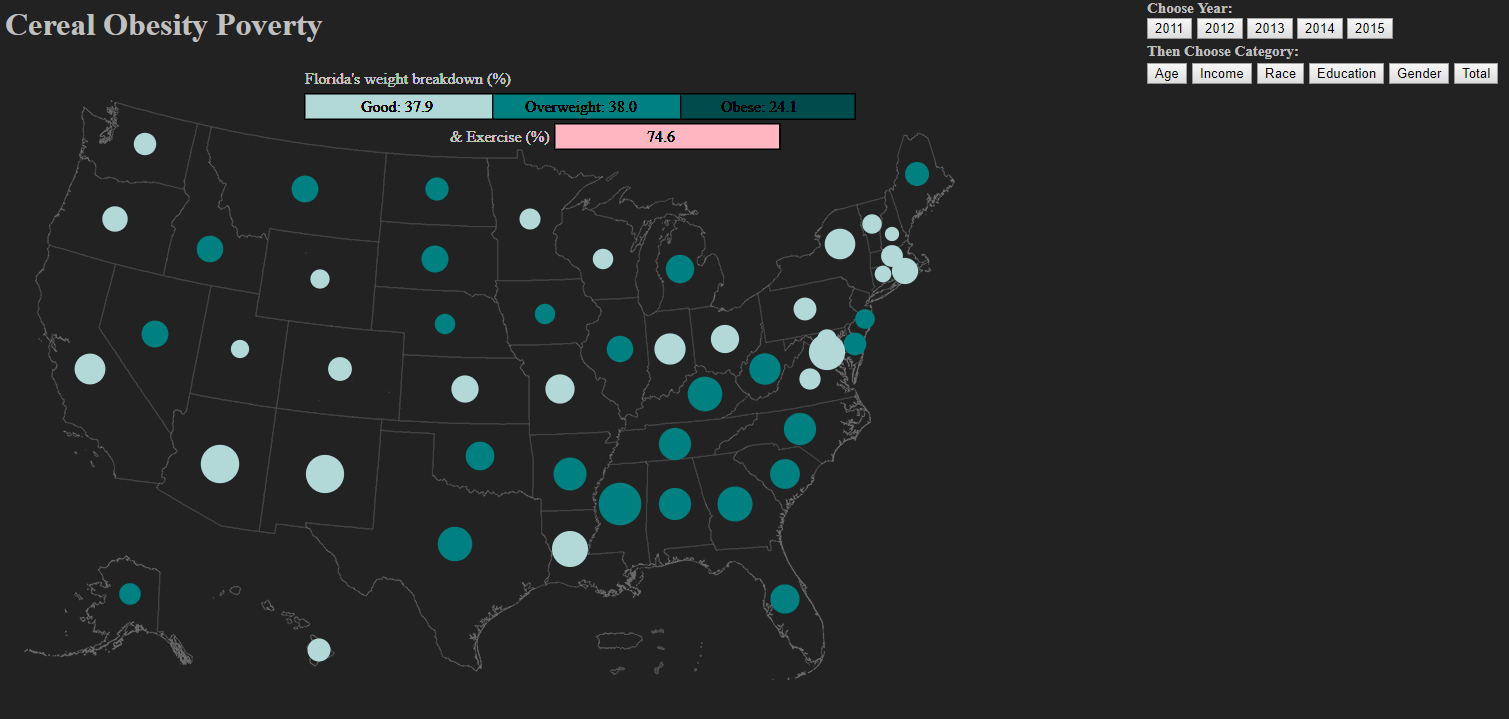 Cereal Obesity Poverty
Choose Year:
2011 2012 2013 2014 2015
Then Choose Category:
Age Income Race Education Gender Total
Florida's weight breakdown (%)
Good: 37.9 Overweight: 38.0 Obese: 24.1
& Exercise (%) 74.6